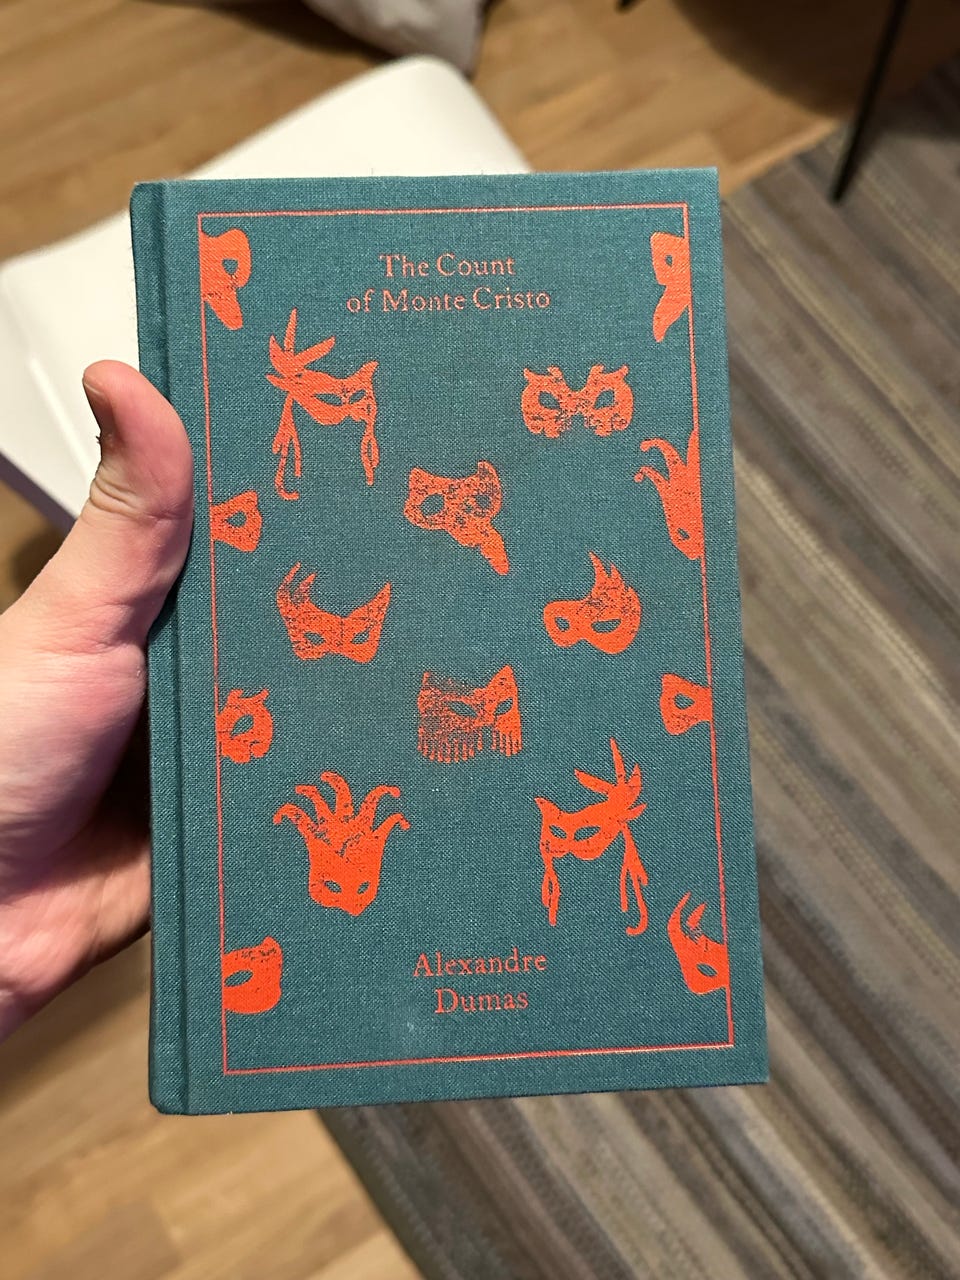 The Count
of Monte Cristo
Alexandre
Dumas